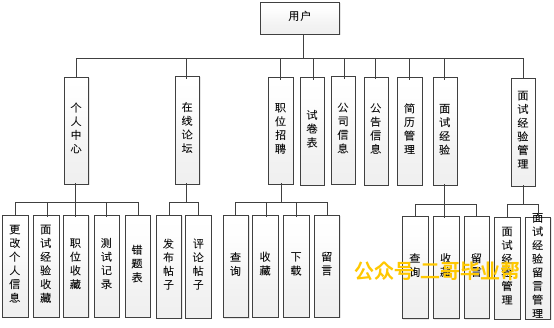 用户
个人中心
在线论坛
职位招聘
试卷表
公司信息
公告信息
简历管理
面试经验
面试经验管理
更改个人信息
面试经验收藏
职位收藏
测试记录
错题表
发布帖子
评论帖子
查询
收藏
下载
留言
查询
收藏
留言
面试经验管理
面试经验留言管理
公众号:二哥毕业帮